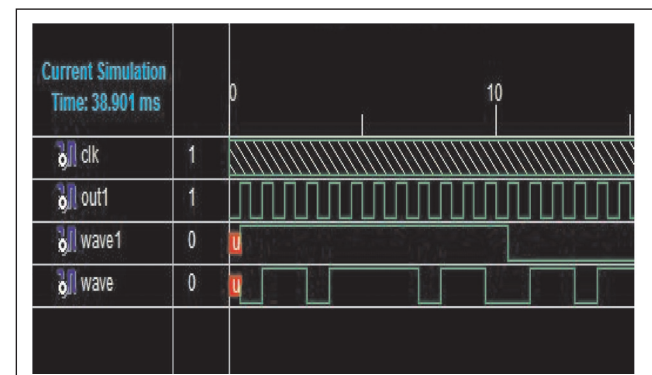 Current Simulation
Time: 38.901 ms
0 10
clk 1
out1 1
u
wave1 0
u
wave 0